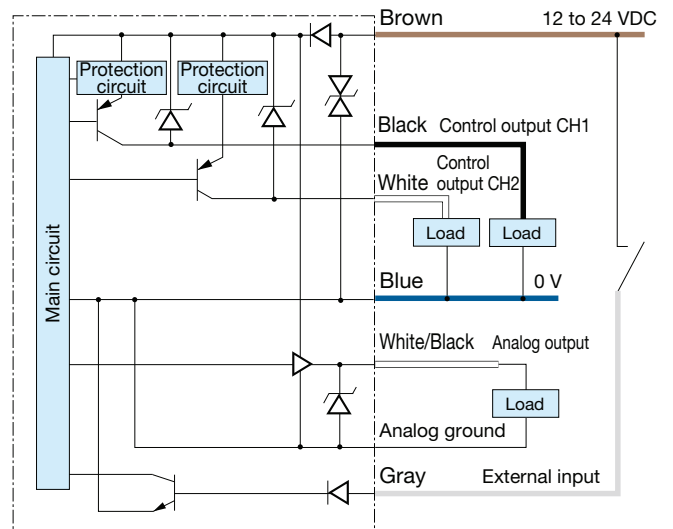 Brown 12 to 24 VDC
Protection circuit
Protection circuit
Black Control output CH1
Control output CH2
White
Load
Load
Main circuit
Blue 0 V
White/Black Analog output
Load
Analog ground
Gray External input